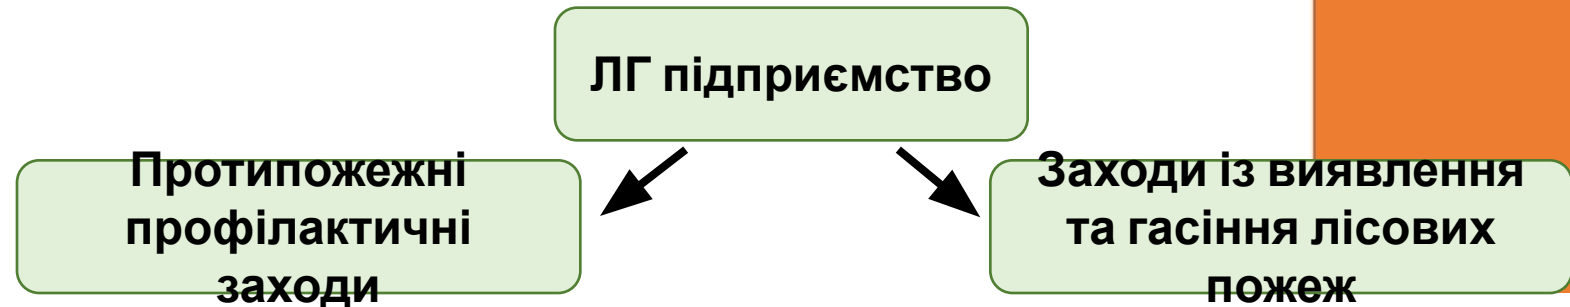 ЛГ підприємство
Протипожежні
профілактичні
заходи
Заходи із виявлення
та гасіння лісових
пожеж